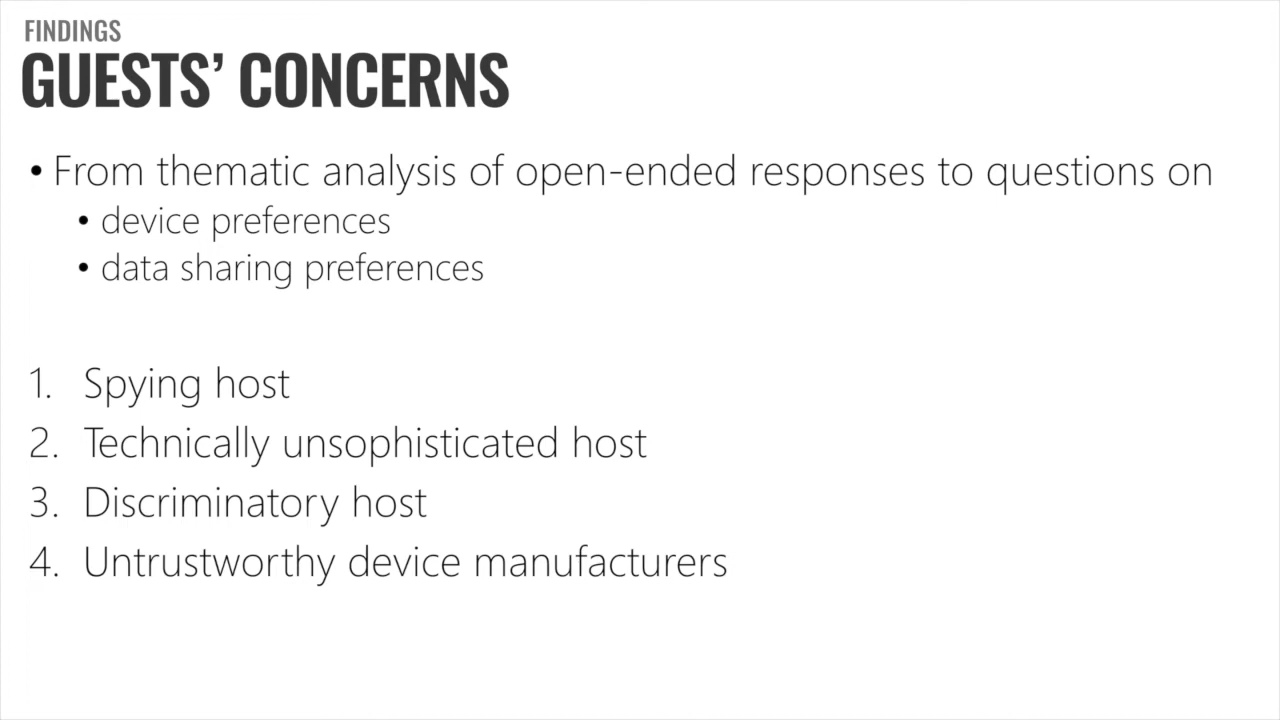 FINDINGS
GUESTS’ CONCERNS
• From thematic analysis of open-ended responses to questions on
• device preferences
• data sharing preferences
1. Spying host
2. Technically unsophisticated host
3. Discriminatory host
4. Untrustworthy device manufacturers